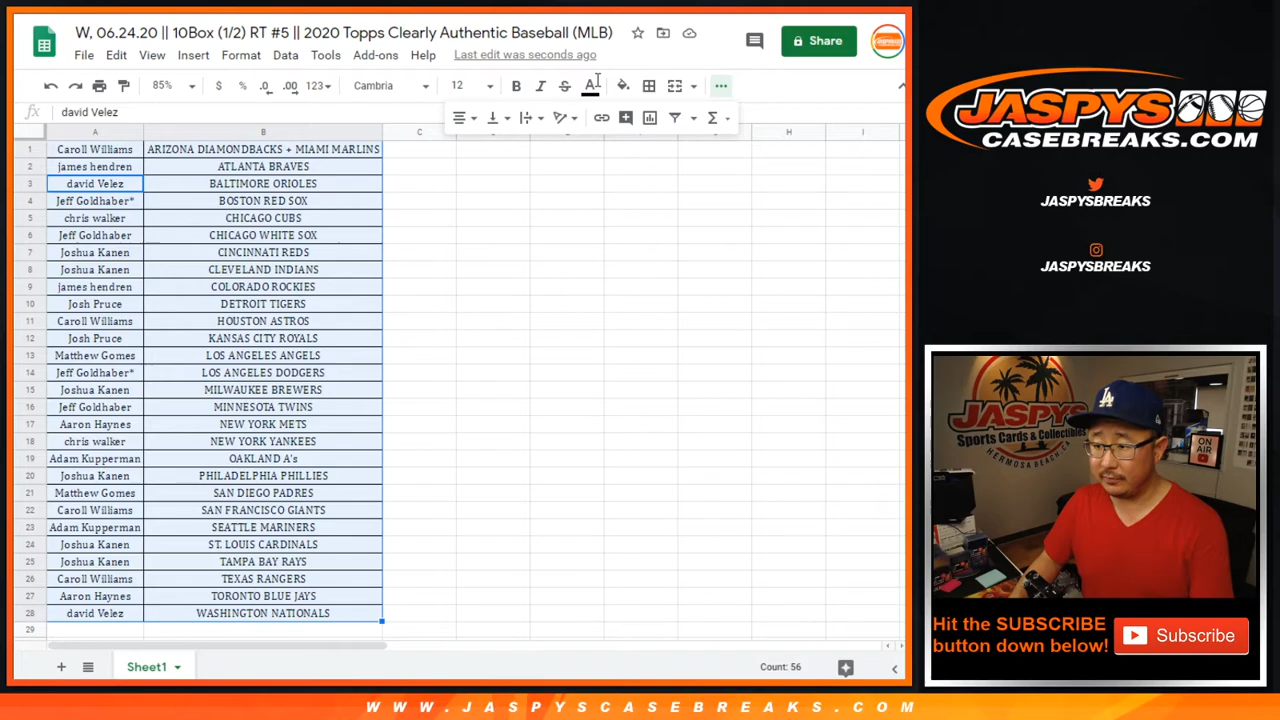 W, 06.24.20 || 10Box (1/2) RT #5 || 2020 Topps Clearly Authentic Baseball (MLB)
File Edit View Insert Format Data Tools Add-ons Help Last edit was seconds ago
Share
85% $ % .0 .00 123 Cambria 12 B I S A
fx david Velez
A B C H I
1 Caroll Williams ARIZONA DIAMONDBACKS + MIAMI MARLINS
2 james hendren ATLANTA BRAVES
3 david Velez BALTIMORE ORIOLES
4 Jeff Goldhaber* BOSTON RED SOX
5 chris walker CHICAGO CUBS
6 Jeff Goldhaber CHICAGO WHITE SOX
7 Joshua Kanen CINCINNATI REDS
8 Joshua Kanen CLEVELAND INDIANS
9 james hendren COLORADO ROCKIES
10 Josh Pruce DETROIT TIGERS
11 Caroll Williams HOUSTON ASTROS
12 Josh Pruce KANSAS CITY ROYALS
13 Matthew Gomes LOS ANGELES ANGELS
14 Jeff Goldhaber* LOS ANGELES DODGERS
15 Joshua Kanen MILWAUKEE BREWERS
16 Jeff Goldhaber MINNESOTA TWINS
17 Aaron Haynes NEW YORK METS
18 chris walker NEW YORK YANKEES
19 Adam Kupperman OAKLAND A's
20 Joshua Kanen PHILADELPHIA PHILLIES
21 Matthew Gomes SAN DIEGO PADRES
22 Caroll Williams SAN FRANCISCO GIANTS
23 Adam Kupperman SEATTLE MARINERS
24 Joshua Kanen ST. LOUIS CARDINALS
25 Joshua Kanen TAMPA BAY RAYS
26 Caroll Williams TEXAS RANGERS
27 Aaron Haynes TORONTO BLUE JAYS
28 david Velez WASHINGTON NATIONALS
29
Sheet1
Count: 56
JASPYS
CASEBREAKS.COM
JASPYSBREAKS
JASPYSBREAKS
JASPYS
Sports Cards & Collectibles
HERMOSA BEACH, CA
LA
ON AIR
Hit the SUBSCRIBE
button down below!
Subscribe
WWW.JASPYSCASEBREAKS.COM